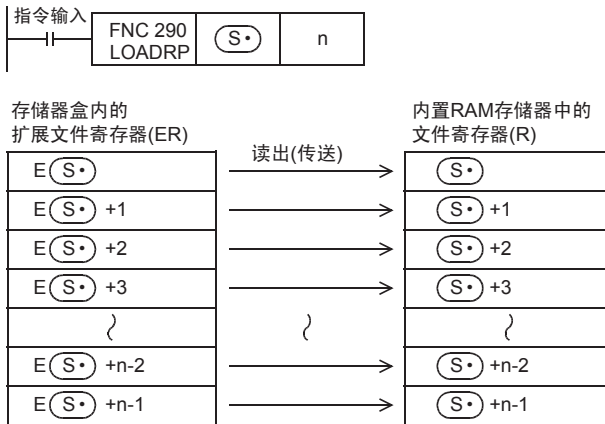 指令输入
FNC 290
LOADRP
S•
n
存储器盒内的
扩展文件寄存器(ER)
内置RAM存储器中的
文件寄存器(R)
读出(传送)
E S•
S•
E S• +1
S• +1
E S• +2
S• +2
E S• +3
S• +3
E S• +n-2
S• +n-2
E S• +n-1
S• +n-1